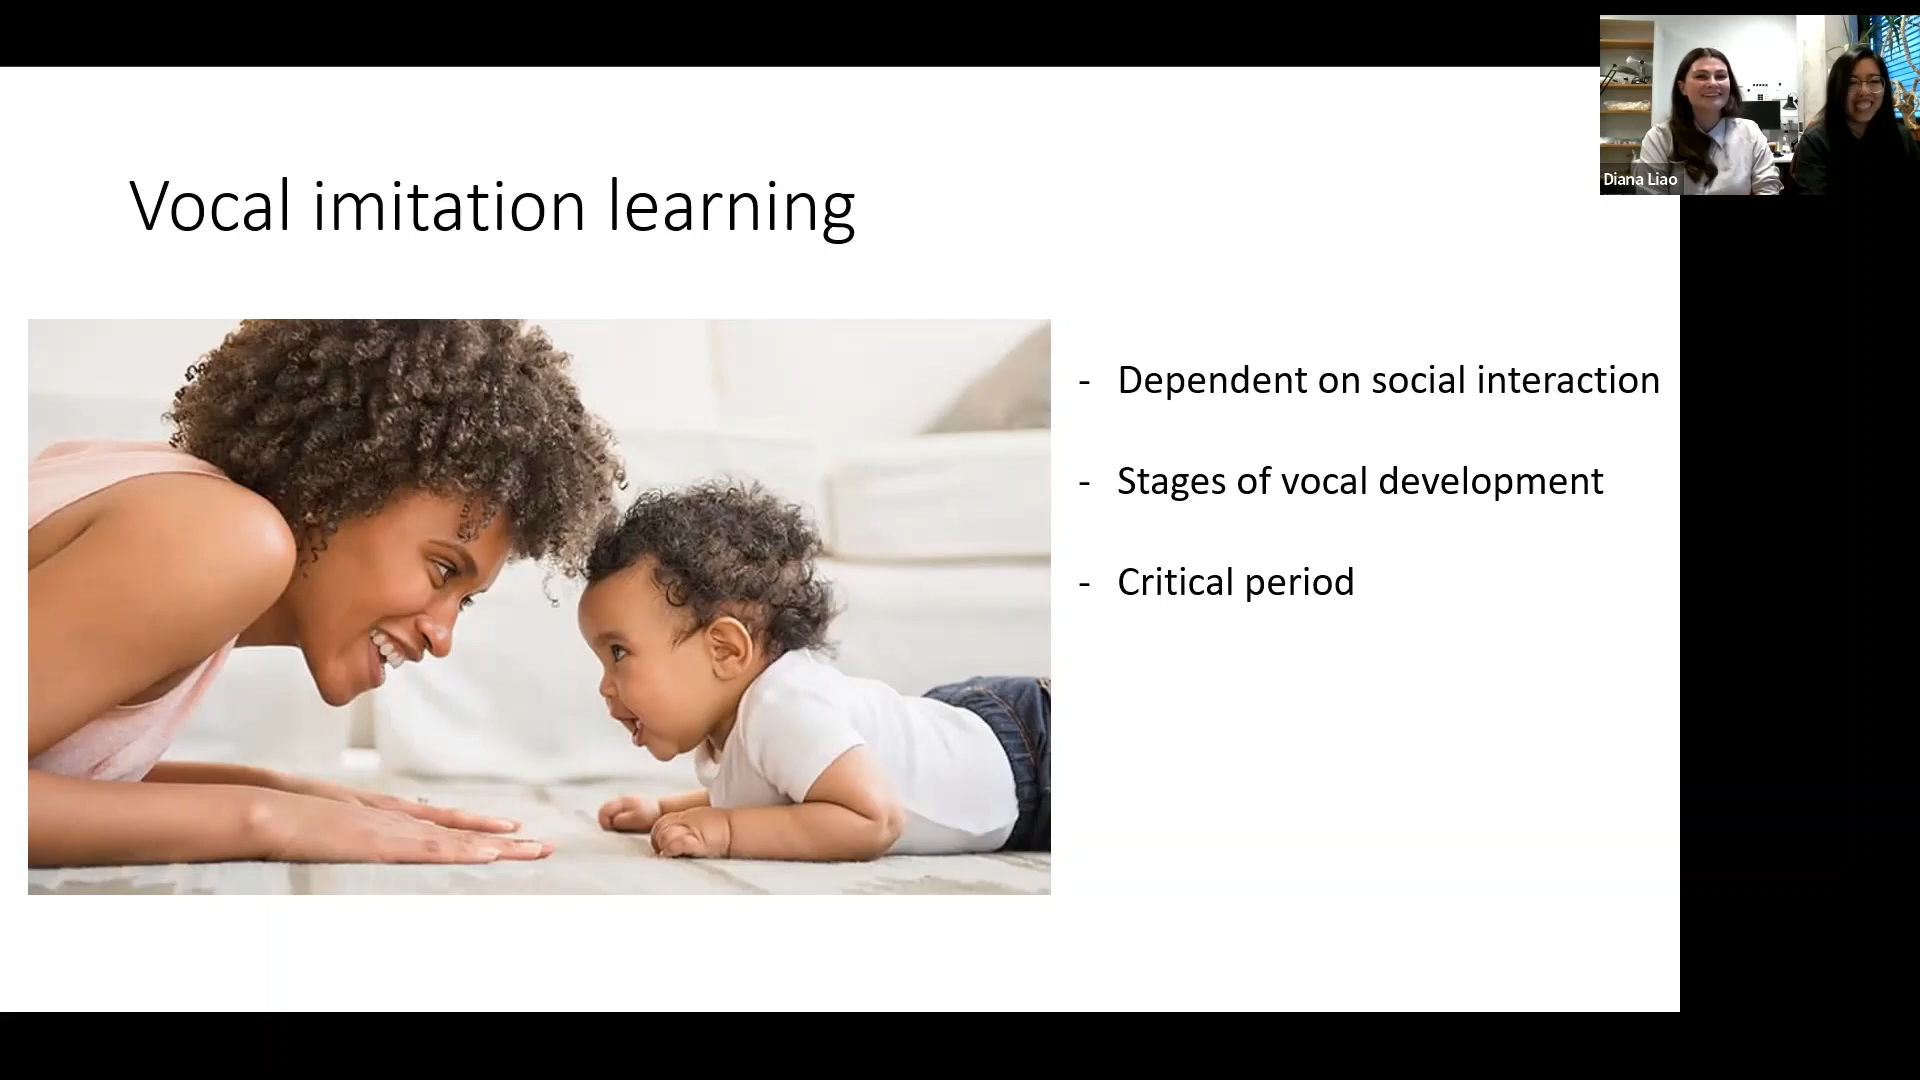 Diana Liao
Vocal imitation learning
- Dependent on social interaction
- Stages of vocal development
- Critical period